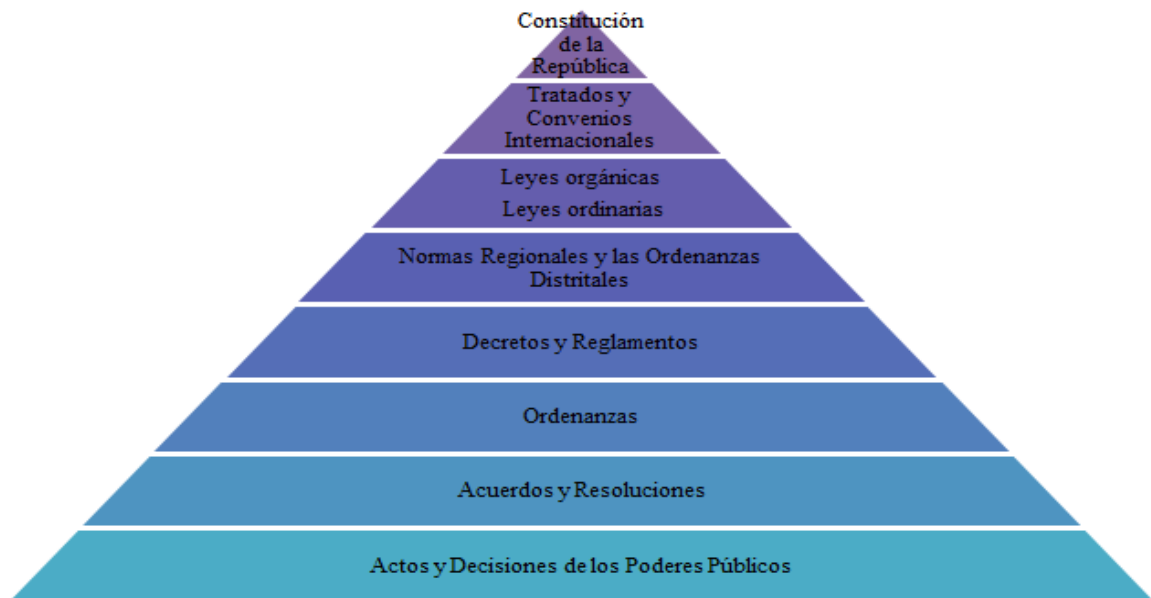 Constitución
de la
República
Tratados y
Convenios
Internacionales
Leyes orgánicas
Leyes ordinarias
Normas Regionales y las Ordenanzas
Distritales
Decretos y Reglamentos
Ordenanzas
Acuerdos y Resoluciones
Actos y Decisiones de los Poderes Públicos